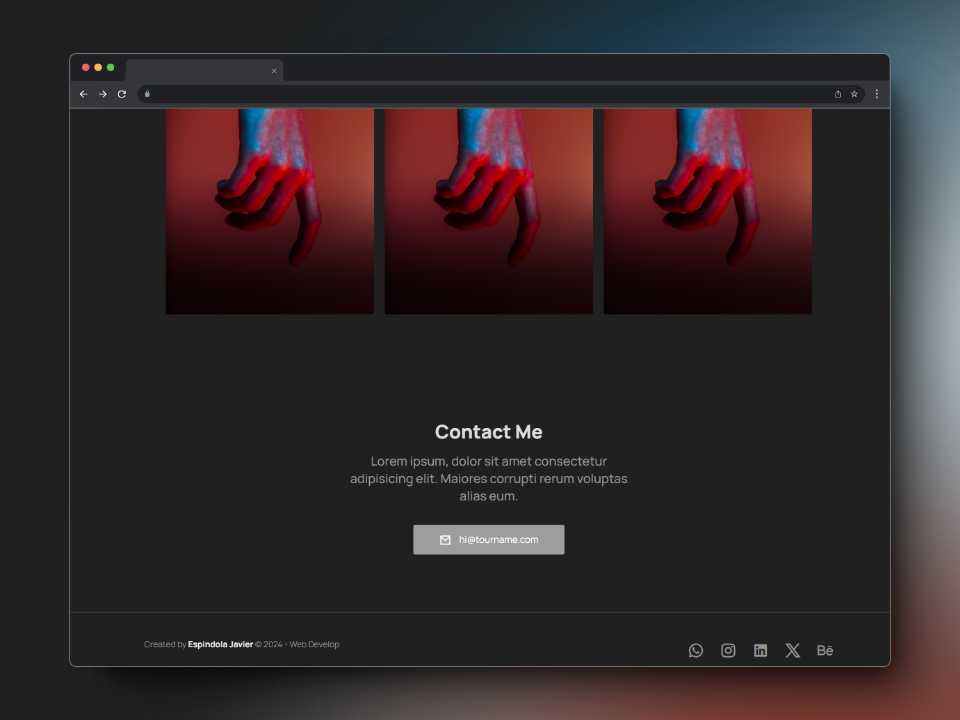 Contact Me
Lorem ipsum, dolor sit amet consectetur
adipisicing elit. Maiores corrupti rerum voluptas
alias eum.
hi@tourname.com
Created by Espindola Javier © 2024 - Web Develop
Bē